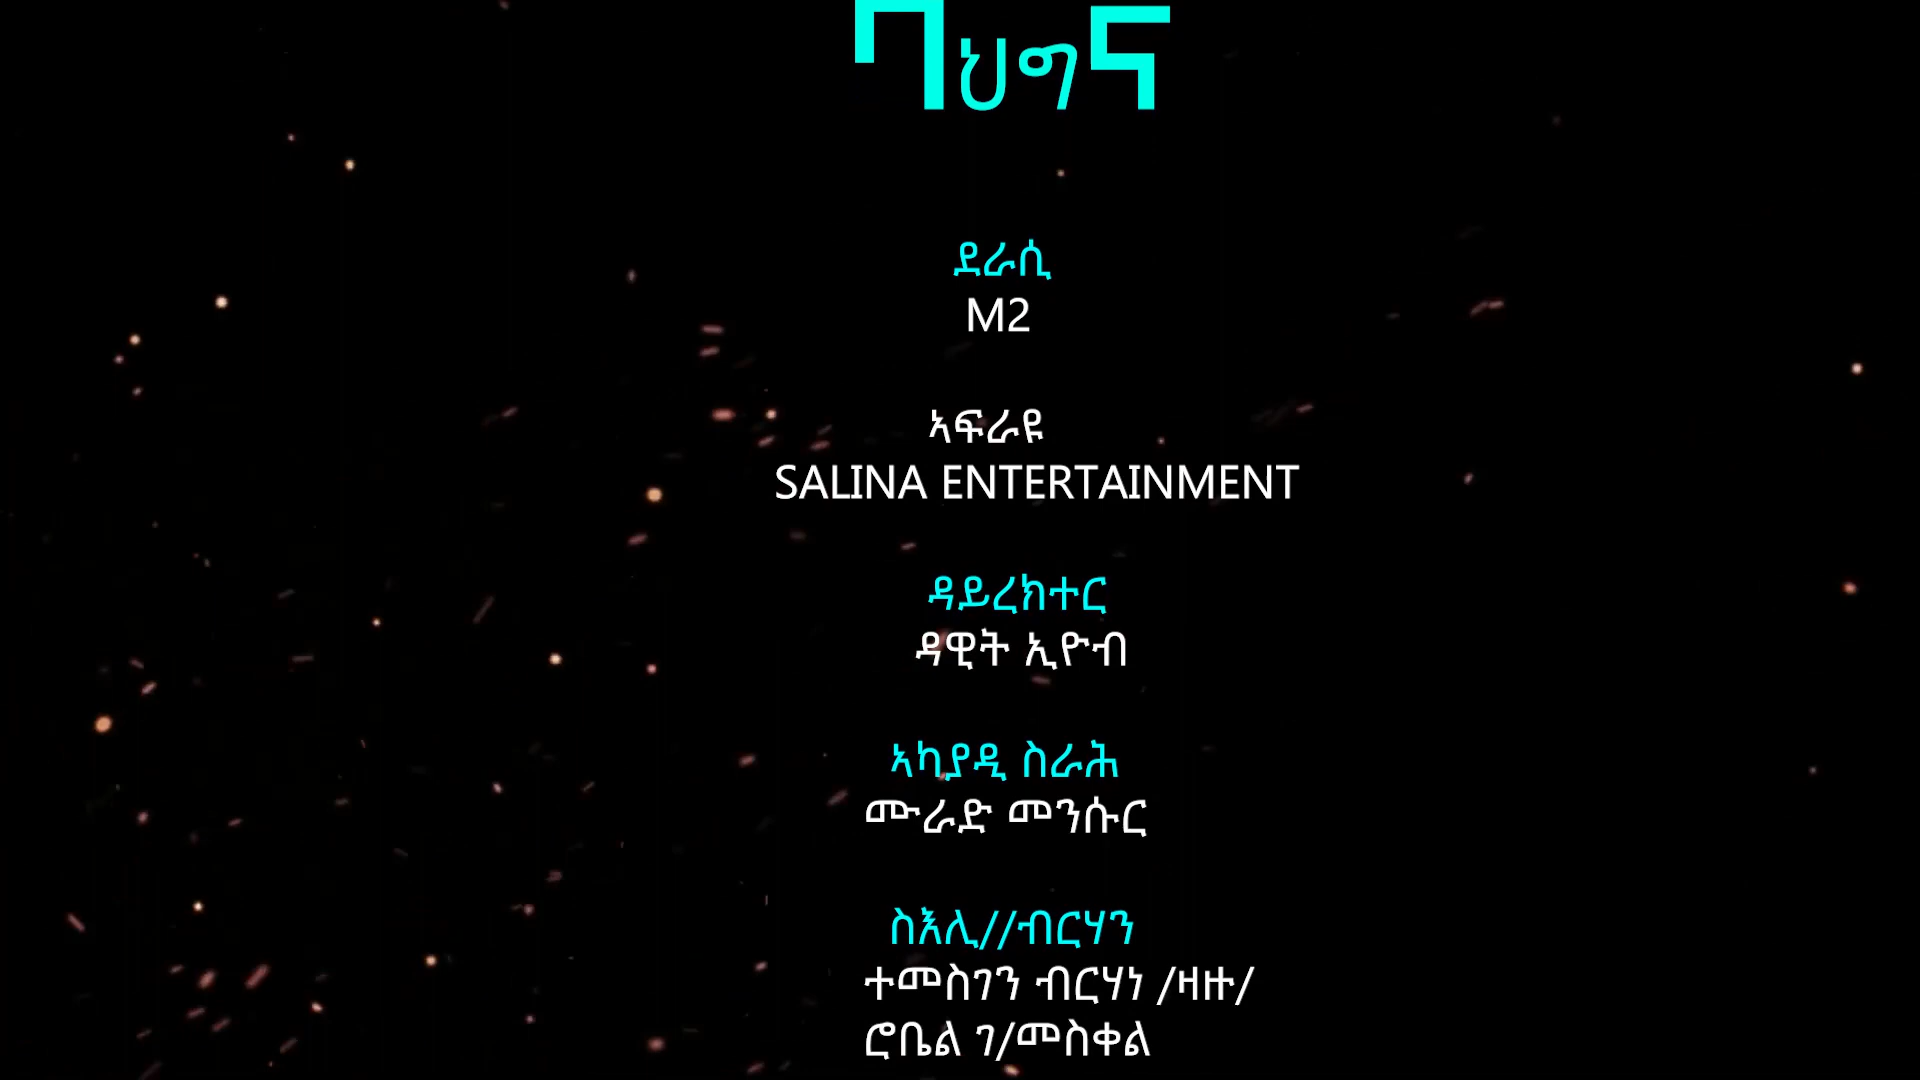 ባህግና
ደራሲ
M2
ኣፍራዩ
SALINA ENTERTAINMENT
ዳይረክተር
ዳዊት ኢዮብ
ኣካያዲ ስራሕ
ሙራድ መንሱር
ስእሊ//ብርሃን
ተመስገን ብርሃነ /ዛዙ/
ሮቤል ገ/መስቀል